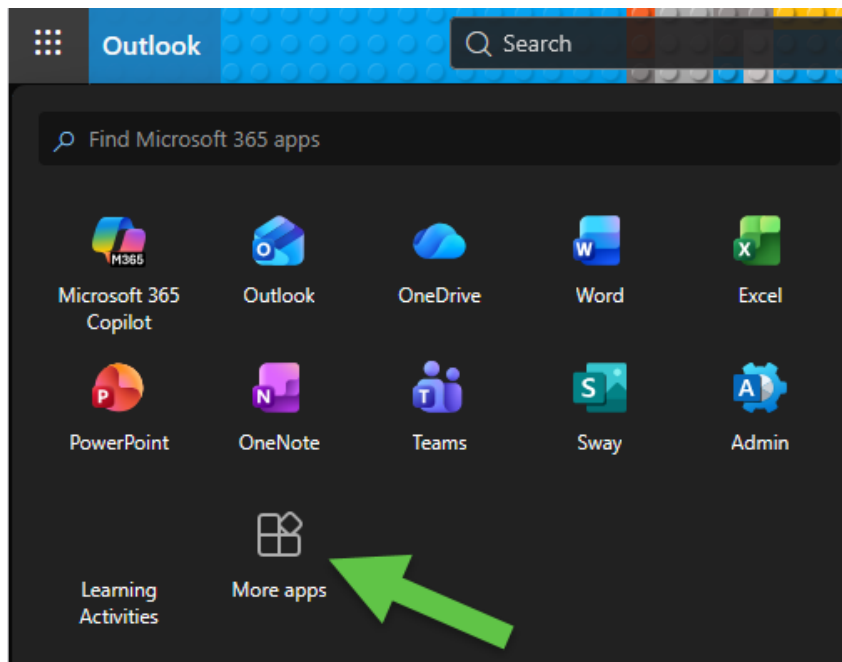 Outlook
Search
Find Microsoft 365 apps
M365
Microsoft 365
Copilot
O
Outlook
OneDrive
W
Word
X
Excel
P
PowerPoint
N
OneNote
T
Teams
S
Sway
A
Admin
Learning
Activities
More apps